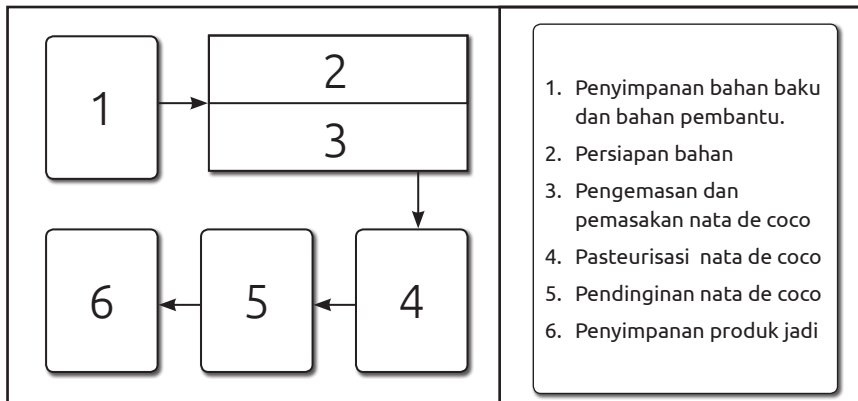 1
2
3
6
5
4
1. Penyimpanan bahan baku
dan bahan pembantu.
2. Persiapan bahan
3. Pengemasan dan
pemasakan nata de coco
4. Pasteurisasi nata de coco
5. Pendinginan nata de coco
6. Penyimpanan produk jadi